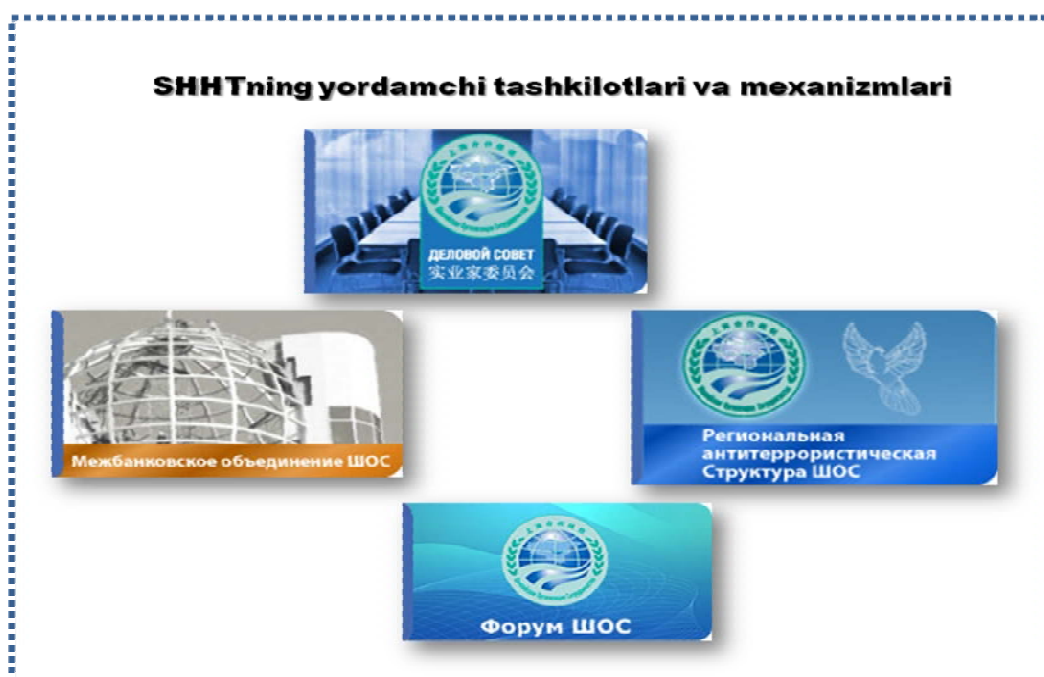 SHHTning yordamchi tashkilotlari va mexanizmlari
ДЕЛОВОЙ СОВЕТ
实业家委员会
Межбанковское объединение ШОС
Региональная
антитеррористическая
Структура ШОС
Форум ШОС